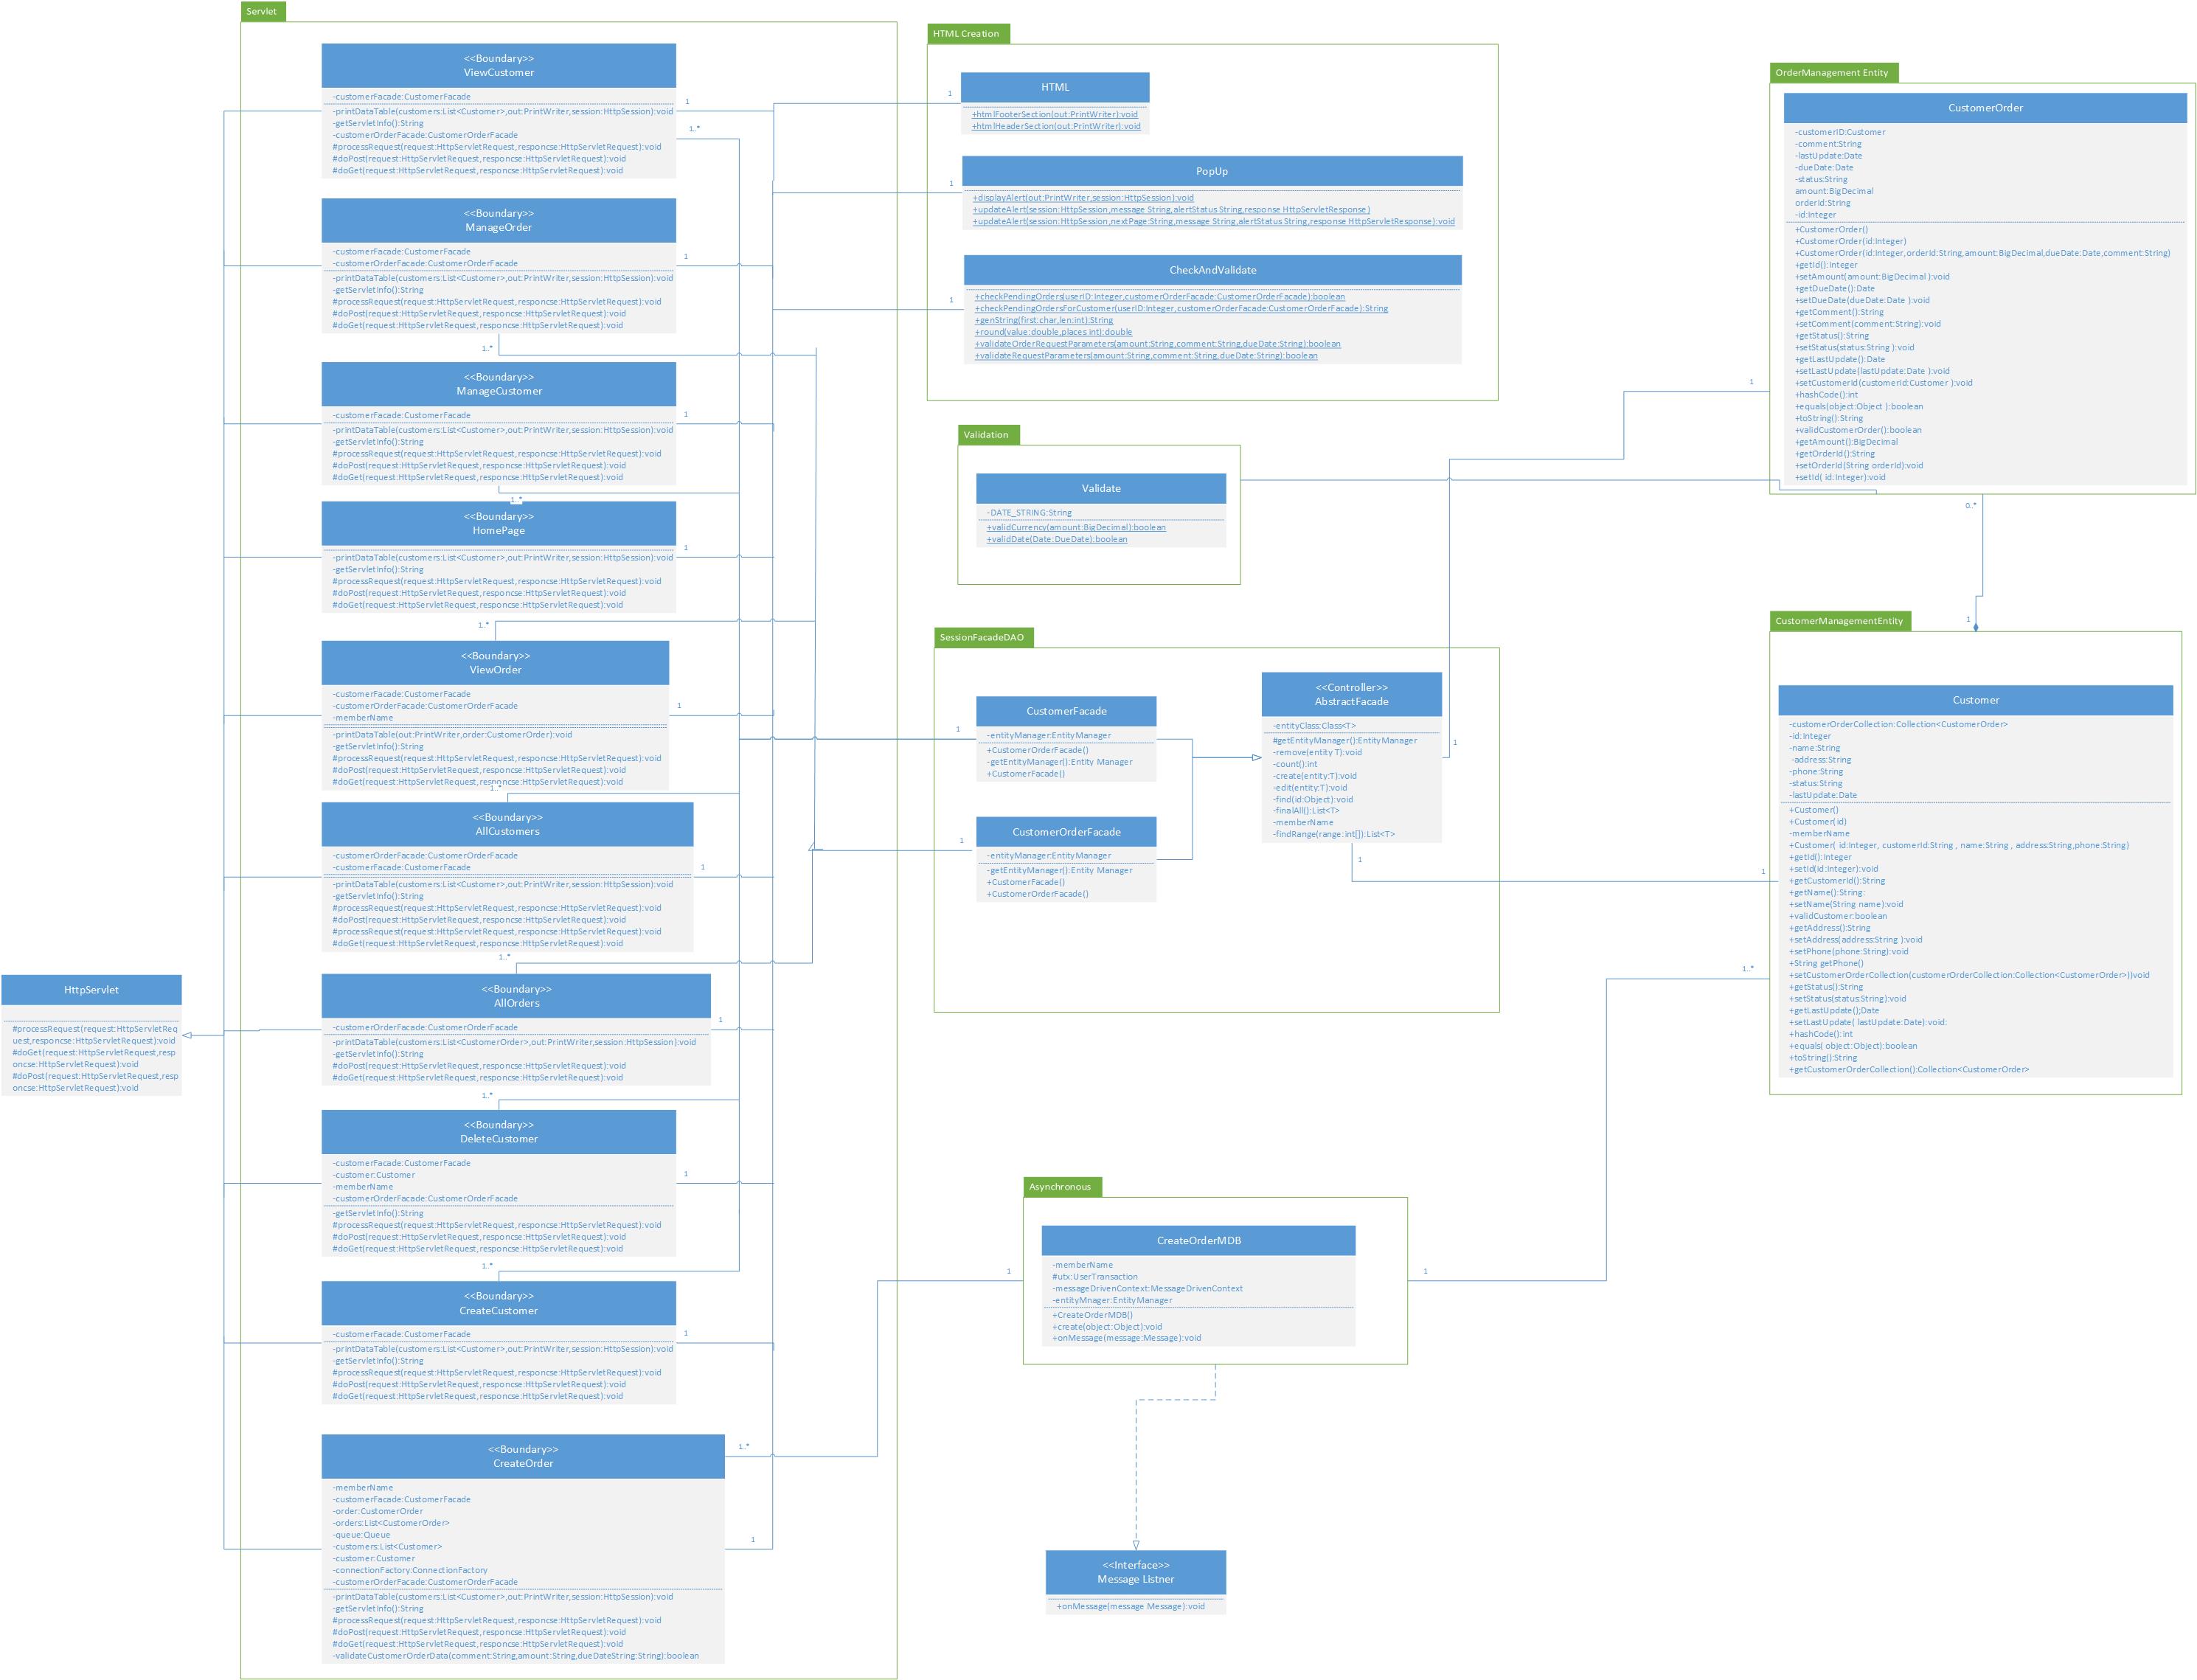 Servlet
<<Boundary>>
ViewCustomer
-customerFacade:CustomerFacade
-printDataTable(customers:List<Customer>,out:PrintWriter,session:HttpSession):void
-getServletInfo():String
-customerOrderFacade:CustomerOrderFacade
#processRequest(request:HttpServletRequest,responcse:HttpServletRequest):void
#doPost(request:HttpServletRequest,responcse:HttpServletRequest):void
#doGet(request:HttpServletRequest,responcse:HttpServletRequest):void
1
1..*
<<Boundary>>
ManageOrder
-customerFacade:CustomerFacade
-customerOrderFacade:CustomerOrderFacade
-printDataTable(customers:List<Customer>,out:PrintWriter,session:HttpSession):void
-getServletInfo():String
#processRequest(request:HttpServletRequest,responcse:HttpServletRequest):void
#doPost(request:HttpServletRequest,responcse:HttpServletRequest):void
#doGet(request:HttpServletRequest,responcse:HttpServletRequest):void
1
1..*
<<Boundary>>
ManageCustomer
-customerFacade:CustomerFacade
-printDataTable(customers:List<Customer>,out:PrintWriter,session:HttpSession):void
-getServletInfo():String
#processRequest(request:HttpServletRequest,responcse:HttpServletRequest):void
#doPost(request:HttpServletRequest,responcse:HttpServletRequest):void
#doGet(request:HttpServletRequest,responcse:HttpServletRequest):void
1
1..*
<<Boundary>>
HomePage
-printDataTable(customers:List<Customer>,out:PrintWriter,session:HttpSession):void
-getServletInfo():String
#processRequest(request:HttpServletRequest,responcse:HttpServletRequest):void
#doPost(request:HttpServletRequest,responcse:HttpServletRequest):void
#doGet(request:HttpServletRequest,responcse:HttpServletRequest):void
1
1..*
<<Boundary>>
ViewOrder
-customerFacade:CustomerFacade
-customerOrderFacade:CustomerOrderFacade
-memberName
-printDataTable(out:PrintWriter,order:CustomerOrder):void
-getServletInfo():String
#processRequest(request:HttpServletRequest,responcse:HttpServletRequest):void
#doPost(request:HttpServletRequest,responcse:HttpServletRequest):void
#doGet(request:HttpServletRequest,responcse:HttpServletRequest):void
1
1..*
<<Boundary>>
AllCustomers
-customerOrderFacade:CustomerOrderFacade
-customerFacade:CustomerFacade
-printDataTable(customers:List<Customer>,out:PrintWriter,session:HttpSession):void
-getServletInfo():String
#processRequest(request:HttpServletRequest,responcse:HttpServletRequest):void
#doPost(request:HttpServletRequest,responcse:HttpServletRequest):void
#processRequest(request:HttpServletRequest,responcse:HttpServletRequest):void
#doGet(request:HttpServletRequest,responcse:HttpServletRequest):void
1
1..*
<<Boundary>>
AllOrders
-customerOrderFacade:CustomerOrderFacade
-printDataTable(customers:List<CustomerOrder>,out:PrintWriter,session:HttpSession):void
-getServletInfo():String
#doPost(request:HttpServletRequest,responcse:HttpServletRequest):void
#doGet(request:HttpServletRequest,responcse:HttpServletRequest):void
1
1..*
<<Boundary>>
DeleteCustomer
-customerFacade:CustomerFacade
-customer:Customer
-memberName
-customerOrderFacade:CustomerOrderFacade
-getServletInfo():String
#processRequest(request:HttpServletRequest,responcse:HttpServletRequest):void
#doPost(request:HttpServletRequest,responcse:HttpServletRequest):void
#doGet(request:HttpServletRequest,responcse:HttpServletRequest):void
1
1..*
<<Boundary>>
CreateCustomer
-customerFacade:CustomerFacade
-printDataTable(customers:List<Customer>,out:PrintWriter,session:HttpSession):void
-getServletInfo():String
#processRequest(request:HttpServletRequest,responcse:HttpServletRequest):void
#doPost(request:HttpServletRequest,responcse:HttpServletRequest):void
#doGet(request:HttpServletRequest,responcse:HttpServletRequest):void
1
<<Boundary>>
CreateOrder
-memberName
-customerFacade:CustomerFacade
-order:CustomerOrder
-orders:List<CustomerOrder>
-queue:Queue
-customers:List<Customer>
-customer:Customer
-connectionFactory:ConnectionFactory
-customerOrderFacade:CustomerOrderFacade
-printDataTable(customers:List<Customer>,out:PrintWriter,session:HttpSession):void
-getServletInfo():String
#processRequest(request:HttpServletRequest,responcse:HttpServletRequest):void
#doPost(request:HttpServletRequest,responcse:HttpServletRequest):void
#doGet(request:HttpServletRequest,responcse:HttpServletRequest):void
-validateCustomerOrderData(comment:String,amount:String,dueDateString:String):boolean
1..*
1
HttpServlet
#processRequest(request:HttpServletReq
uest,responcse:HttpServletRequest):void
#doGet(request:HttpServletRequest,resp
oncse:HttpServletRequest):void
#doPost(request:HttpServletRequest,resp
oncse:HttpServletRequest):void
HTML Creation
1
HTML
+htmlFooterSection(out:PrintWriter):void
+htmlHeaderSection(out:PrintWriter):void
1
PopUp
+displayAlert(out:PrintWriter,session:HttpSession):void
+updateAlert(session:HttpSession,message String,alertStatus String,response HttpServletResponse)
+updateAlert(session:HttpSession,nextPage:String,message String,alertStatus String,response HttpServletResponse):void
1
CheckAndValidate
+checkPendingOrders(userID:Integer,customerOrderFacade:CustomerOrderFacade):boolean
+checkPendingOrdersForCustomer(userID:Integer,customerOrderFacade:CustomerOrderFacade):String
+genString(first:char,len:int):String
+round(value:double,places int):double
+validateOrderRequestParameters(amount:String,comment:String,dueDate:String):boolean
+validateRequestParameters(amount:String,comment:String,dueDate:String):boolean
Validation
Validate
-DATE_STRING:String
+validCurrency(amount:BigDecimal):boolean
+validDate(Date:DueDate):boolean
SessionFacadeDAO
1
CustomerFacade
-entityManager:EntityManager
+CustomerOrderFacade()
-getEntityManager():Entity Manager
+CustomerFacade()
1
CustomerOrderFacade
-entityManager:EntityManager
-getEntityManager():Entity Manager
+CustomerFacade()
+CustomerOrderFacade()
<<Controller>>
AbstractFacade
-entityClass:Class<T>
#getEntityManager():EntityManager
-remove(entity T):void
-count():int
-create(entity:T):void
-edit(entity:T):void
-find(id:Object):void
-finalAll():List<T>
-memberName
-findRange(range: int[]):List<T>
1
1
OrderManagement Entity
CustomerOrder
-customerID:Customer
-comment:String
-lastUpdate:Date
-dueDate:Date
-status:String
amount:BigDecimal
orderId:String
-id:Integer
+CustomerOrder()
+CustomerOrder(id:Integer)
+CustomerOrder(id:Integer,orderId:String,amount:BigDecimal,dueDate:Date,comment:String)
+getId(): Integer
+setAmount(amount:BigDecimal ):void
+getDueDate():Date
+setDueDate(dueDate:Date ):void
+getComment():String
+setComment(comment:String):void
+getStatus():String
+setStatus(status:String ):void
+getLastUpdate():Date
+setLastUpdate(lastUpdate:Date ):void
+setCustomerId(customerId:Customer ):void
+hashCode():int
+equals(object:Object ):boolean
+toString():String
+validCustomerOrder():boolean
+getAmount():BigDecimal
+getOrderId():String
+setOrderId(String orderId):void
+setId( id:Integer):void
1
0..*
1
CustomerManagementEntity
Customer
-customerOrderCollection:Collection<CustomerOrder>
-id:Integer
-name:String
-address:String
-phone:String
-status:String
-lastUpdate:Date
+Customer()
+Customer(id)
-memberName
+Customer( id:Integer, customerId:String , name:String , address:String,phone:String)
+getId(): Integer
+setId(id:Integer):void
+getCustomerId():String
+getName():String:
+setName(String name):void
+validCustomer:boolean
+getAddress():String
+setAddress(address:String ):void
+setPhone(phone:String):void
+String getPhone()
+setCustomerOrderCollection(customerOrderCollection:Collection<CustomerOrder>))void
+getStatus():String
+setStatus(status:String):void
+getLastUpdate();Date
+setLastUpdate( lastUpdate:Date):void:
+hashCode():int
+equals( object:Object):boolean
+toString():String
+getCustomerOrderCollection():Collection<CustomerOrder>
1
1..*
Asynchronous
1
CreateOrderMDB
-memberName
#utx:UserTransaction
-messageDrivenContext:MessageDrivenContext
-entityMnager:EntityManager
+CreateOrderMDB()
+create(object:Object):void
+onMessage(message:Message):void
1
<<Interface>>
Message Listner
+onMessage(message Message):void